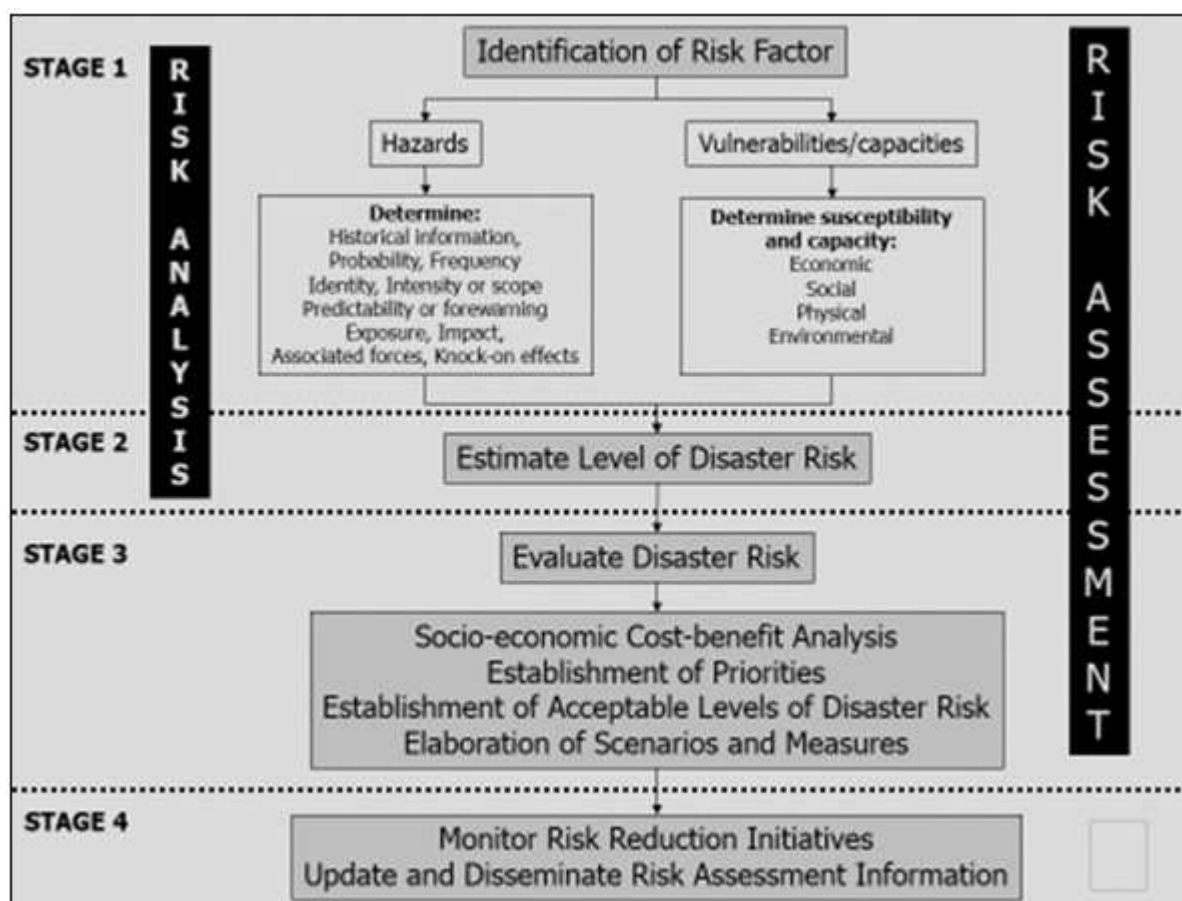 Identification of Risk Factor
STAGE 1
RISK ANALYSIS
RISK ASSESSMENT
Hazards
Vulnerabilities/capacities
Determine:
Historical information,
Probability, Frequency
Identity, Intensity or scope
Predictability or forewarning
Exposure, Impact,
Associated forces, Knock-on effects
Determine susceptibility
and capacity:
Economic
Social
Physical
Environmental
STAGE 2
Estimate Level of Disaster Risk
STAGE 3
Evaluate Disaster Risk
Socio-economic Cost-benefit Analysis
Establishment of Priorities
Establishment of Acceptable Levels of Disaster Risk
Elaboration of Scenarios and Measures
STAGE 4
Monitor Risk Reduction Initiatives
Update and Disseminate Risk Assessment Information